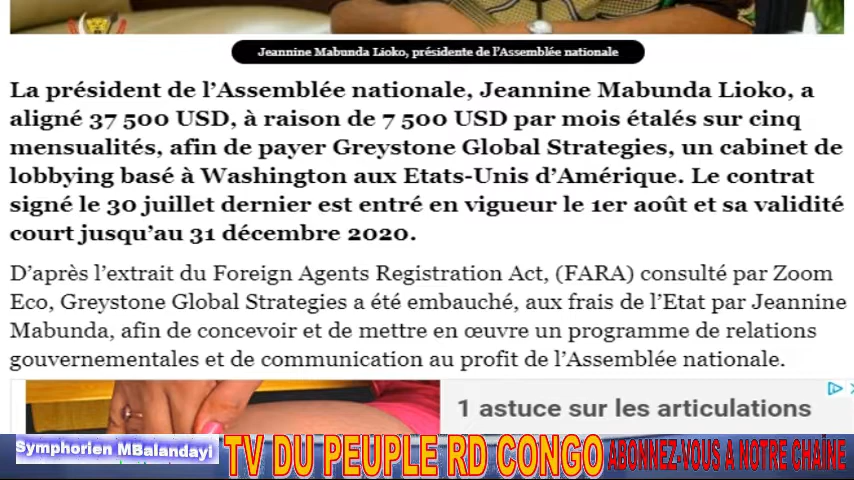 Jeannine Mabunda Lioko, présidente de l'Assemblée nationale
La président de l'Assemblée nationale, Jeannine Mabunda Lioko, a
aligné 37 500 USD, à raison de 7 500 USD par mois étalés sur cinq
mensualités, afin de payer Greystone Global Strategies, un cabinet de
lobbying basé à Washington aux Etats-Unis d'Amérique. Le contrat
signé le 30 juillet dernier est entré en vigueur le 1er août et sa validité
court jusqu'au 31 décembre 2020.
D'après l'extrait du Foreign Agents Registration Act, (FARA) consulté par Zoom
Eco, Greystone Global Strategies a été embauché, aux frais de l'Etat par Jeannine
Mabunda, afin de concevoir et de mettre en œuvre un programme de relations
gouvernementales et de communication au profit de l'Assemblée nationale.
1 astuce sur les articulations
Symphorien MBalandayi TV DU PEUPLE RD CONGO ABONNEZ-VOUS A NOTRE CHAÎNE